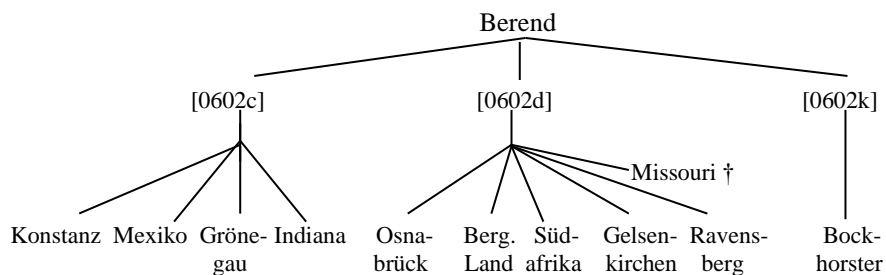 Berend
[0602c] [0602d] [0602k]
Missouri †
Konstanz Mexiko Gröne- Indiana Osna- Berg. Süd- Gelsen- Ravens- Bock-
gau brück Land afrika kirchen berg horster